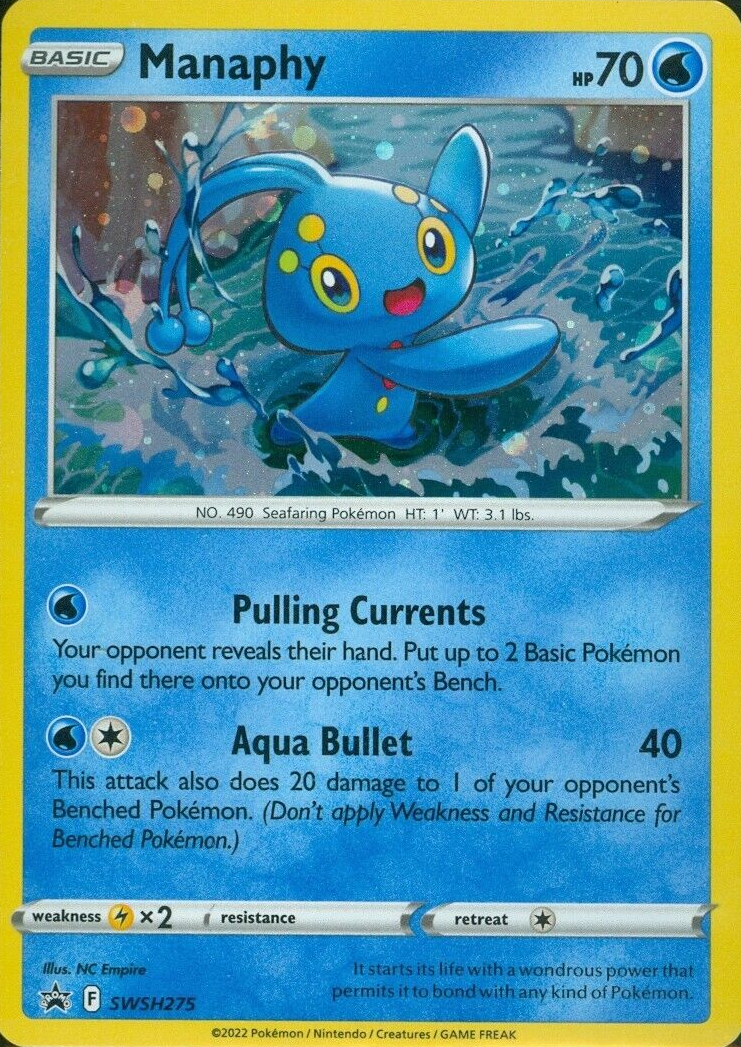 BASIC Manaphy HP 70
NO. 490 Seafaring Pokémon HT: 1' WT: 3.1 lbs.
Pulling Currents
Your opponent reveals their hand. Put up to 2 Basic Pokémon
you find there onto your opponent's Bench.
Aqua Bullet 40
This attack also does 20 damage to 1 of your opponent's
Benched Pokémon. (Don't apply Weakness and Resistance for
Benched Pokémon.)
weakness ×2 resistance retreat
Illus. NC Empire
It starts its life with a wondrous power that
permits it to bond with any kind of Pokémon.
PROMO F SWSH275
©2022 Pokémon / Nintendo / Creatures / GAME FREAK